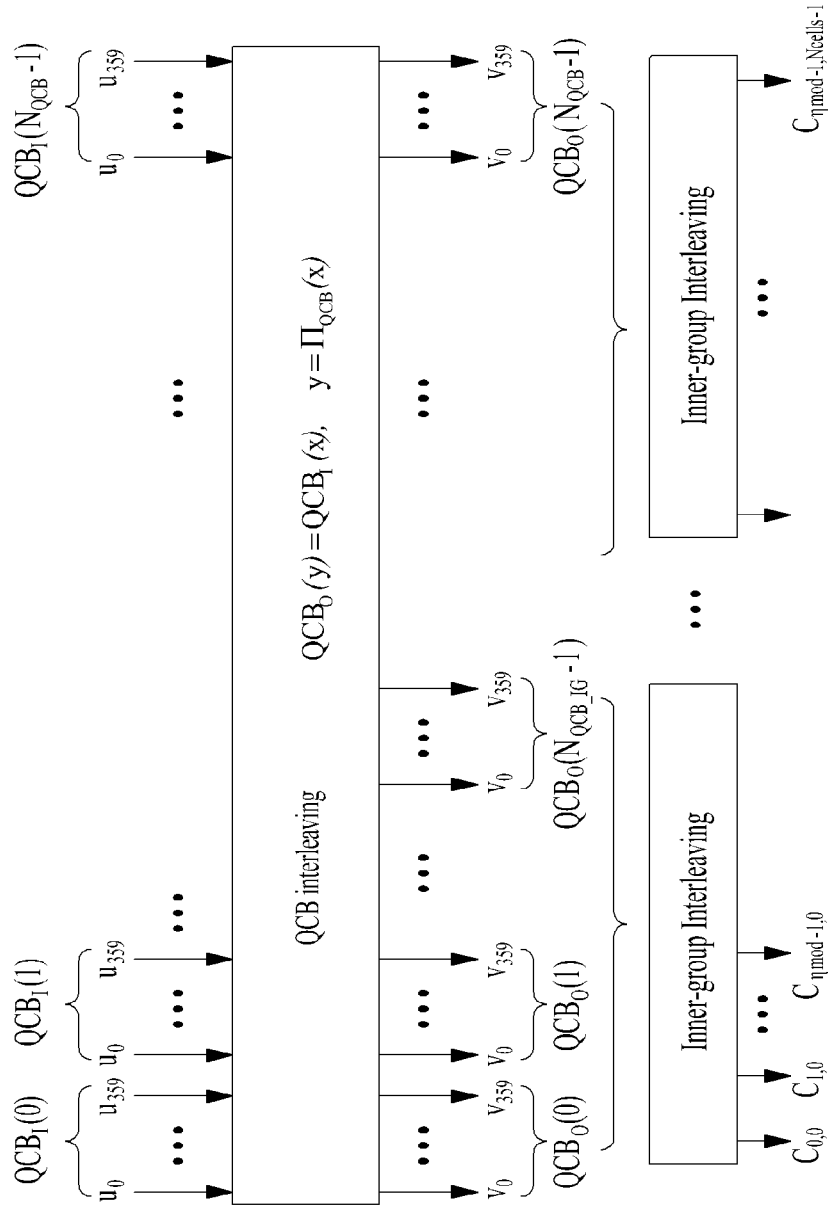 QCB_I(0) QCB_I(1) QCB_I(N_QCB-1)
u_0 u_359 u_0 u_359 u_0 u_359
QCB interleaving QCB_O(y)=QCB_I(x), y=Π_QCB(x)
v_0 v_359 v_0 v_359 v_0 v_359 v_0 v_359
QCB_O(0) QCB_O(1) QCB_O(N_QCB_IG-1) QCB_O(N_QCB-1)
Inner-group Interleaving Inner-group Interleaving
C_0,0 C_1,0 C_ηmod-1,0 C_ηmod-1,Ncells-1